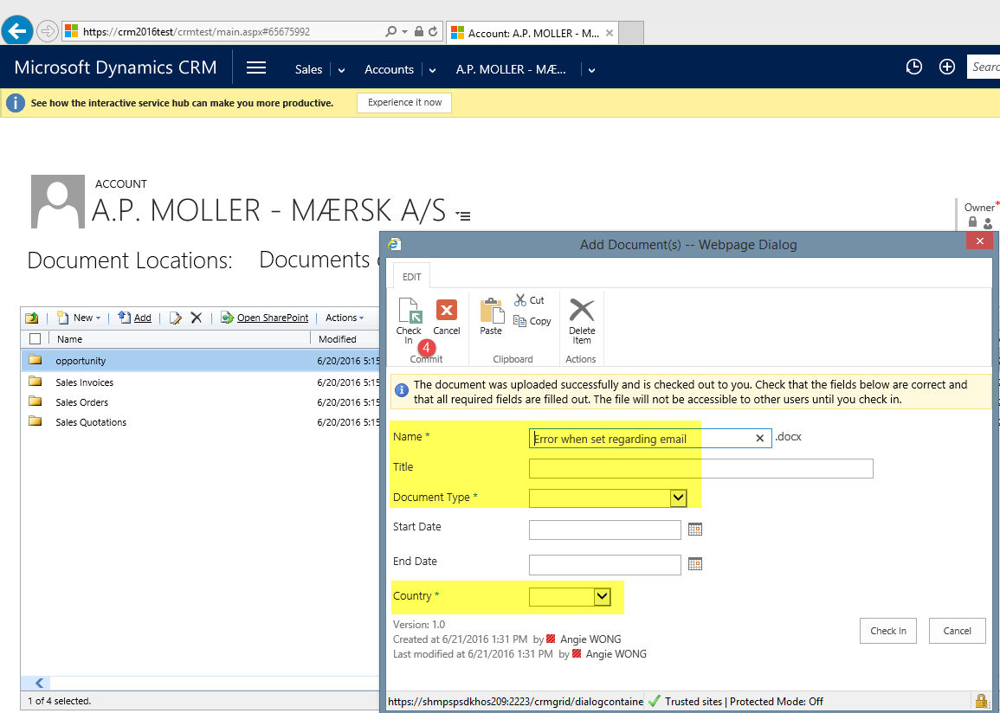 https://crm2016test/crmtest/main.aspx#65675992
Account: A.P. MOLLER - M...
Microsoft Dynamics CRM
Sales
Accounts
A.P. MOLLER - MÆ...
Searc
See how the interactive service hub can make you more productive.
Experience it now
ACCOUNT
A.P. MOLLER - MÆRSK A/S
Owner*
Document Locations:
Documents
New
Add
Open SharePoint
Actions
Name
Modified
opportunity
6/20/2016 5:15
Sales Invoices
6/20/2016 5:15
Sales Orders
6/20/2016 5:15
Sales Quotations
6/20/2016 5:15
1 of 4 selected.
Add Document(s) -- Webpage Dialog
EDIT
Check In
Cancel
4
Commit
Paste
Cut
Copy
Clipboard
Delete Item
Actions
The document was uploaded successfully and is checked out to you. Check that the fields below are correct and
that all required fields are filled out. The file will not be accessible to other users until you check in.
Name *
Error when set regarding email
.docx
Title
Document Type *
Start Date
End Date
Country *
Version: 1.0
Created at 6/21/2016 1:31 PM by Angie WONG
Last modified at 6/21/2016 1:31 PM by Angie WONG
Check In
Cancel
https://shmpspsdkhos209:2223/crmgrid/dialogcontaine
Trusted sites | Protected Mode: Off